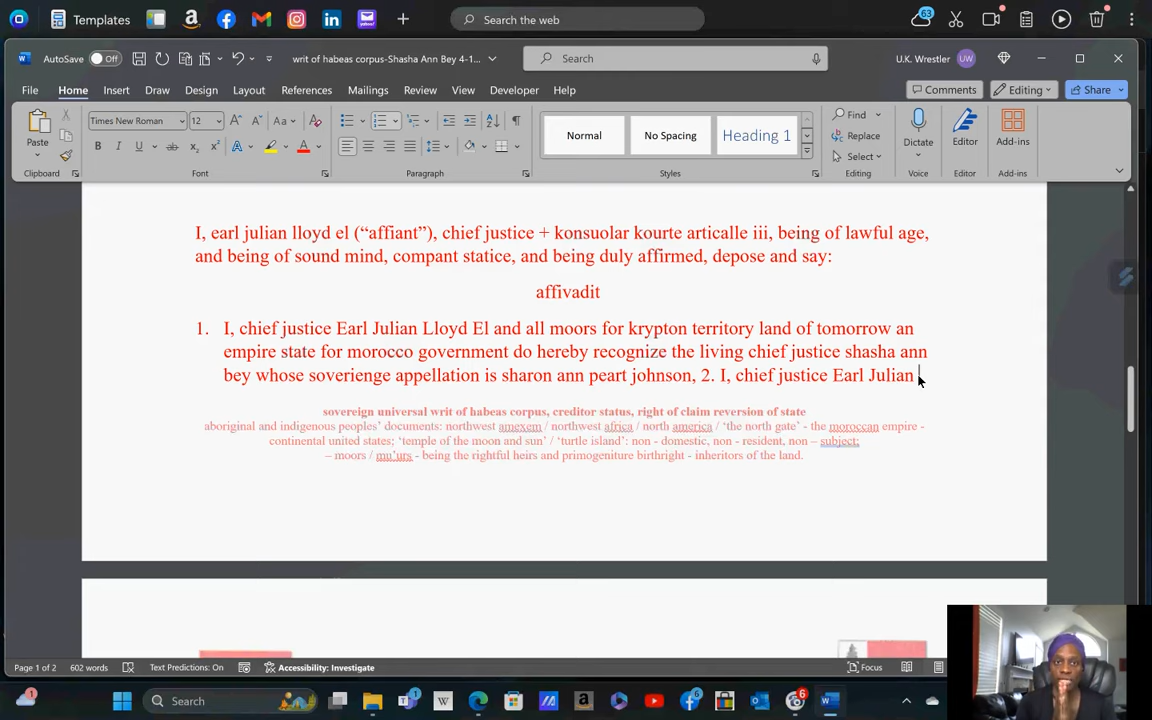 Templates
Search the web
63
AutoSave Off
writ of habeas corpus-Shasha Ann Bey 4-1...
Search
U.K. Wrestler
UW
File Home Insert Draw Design Layout References Mailings Review View Developer Help
Comments Editing Share
Paste
Times New Roman 12
Normal No Spacing Heading 1
Find
Replace
Select
Dictate
Editor
Add-ins
Clipboard Font Paragraph Styles Editing Voice Editor Add-ins
I, earl julian lloyd el (“affiant”), chief justice + konsuolar kourte articalle iii, being of lawful age,
and being of sound mind, compant statice, and being duly affirmed, depose and say:
affivadit
1. I, chief justice Earl Julian Lloyd El and all moors for krypton territory land of tomorrow an
empire state for morocco government do hereby recognize the living chief justice shasha ann
bey whose soverienge appellation is sharon ann peart johnson, 2. I, chief justice Earl Julian
sovereign universal writ of habeas corpus, creditor status, right of claim reversion of state
aboriginal and indigenous peoples’ documents: northwest amexem / northwest africa / north america / ‘the north gate’ - the moroccan empire -
continental united states; ‘temple of the moon and sun’ / ‘turtle island’: non - domestic, non - resident, non – subject;
– moors / mu’urs - being the rightful heirs and primogeniture birthright - inheritors of the land.
Page 1 of 2 602 words Text Predictions: On Accessibility: Investigate Focus
Search